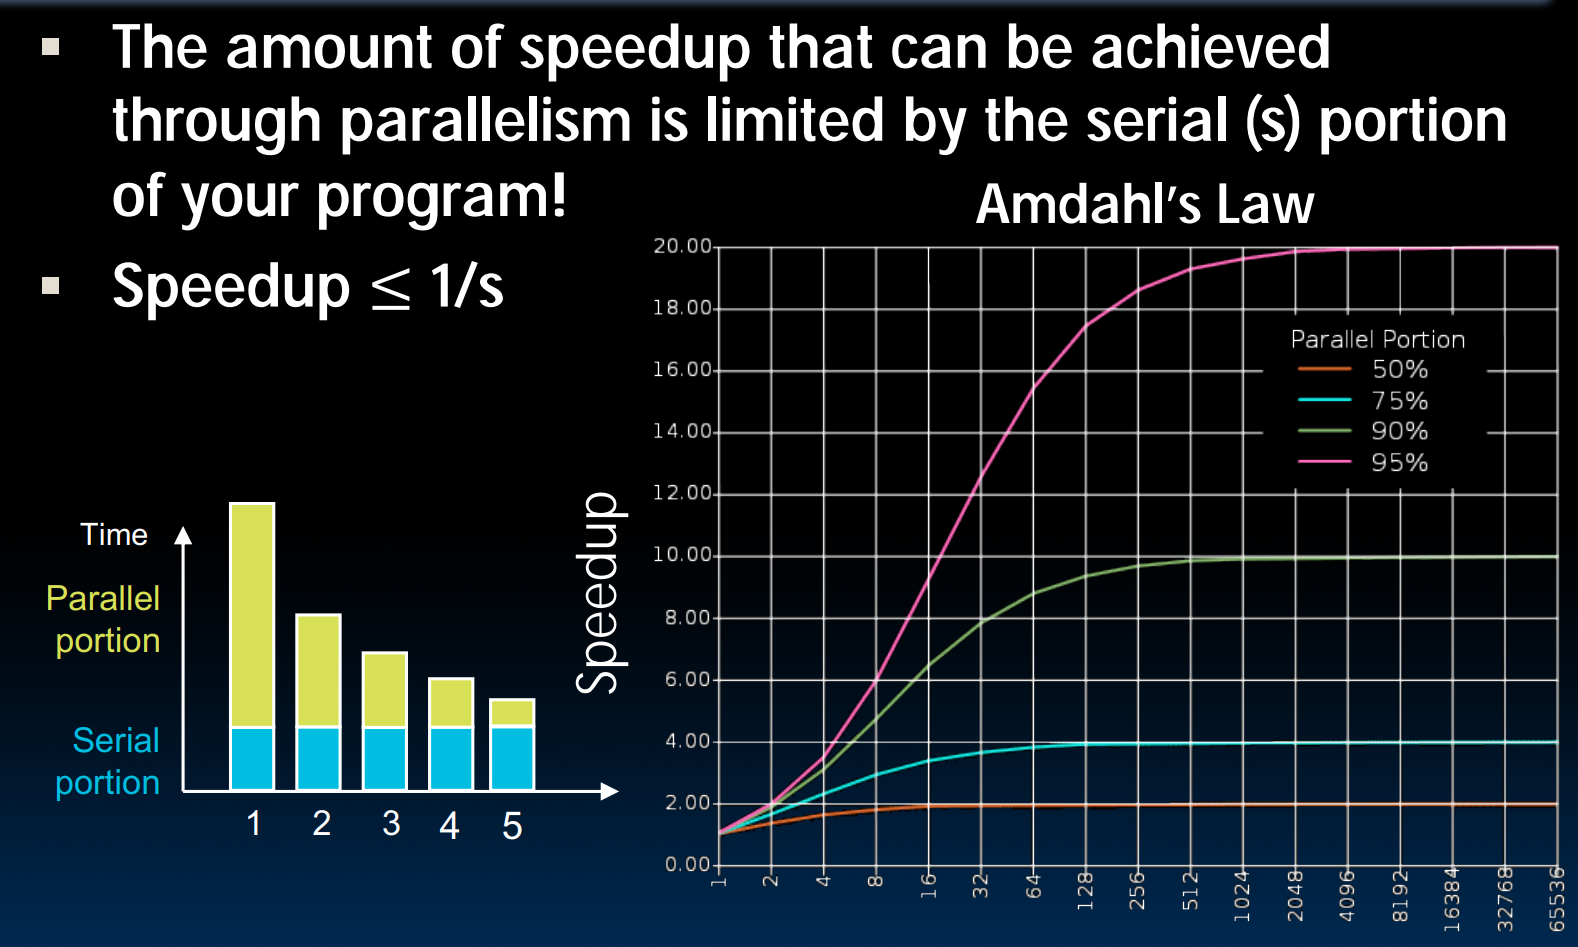 The amount of speedup that can be achieved
through parallelism is limited by the serial (s) portion
of your program!
Speedup ≤ 1/s
Amdahl's Law
Time
Parallel
portion
Serial
portion
1 2 3 4 5
Speedup
20.00
18.00
16.00
14.00
12.00
10.00
8.00
6.00
4.00
2.00
0.00
Parallel Portion
50%
75%
90%
95%
1 2 4 8 16 32 64 128 256 512 1024 2048 4096 8192 16384 32768 65536